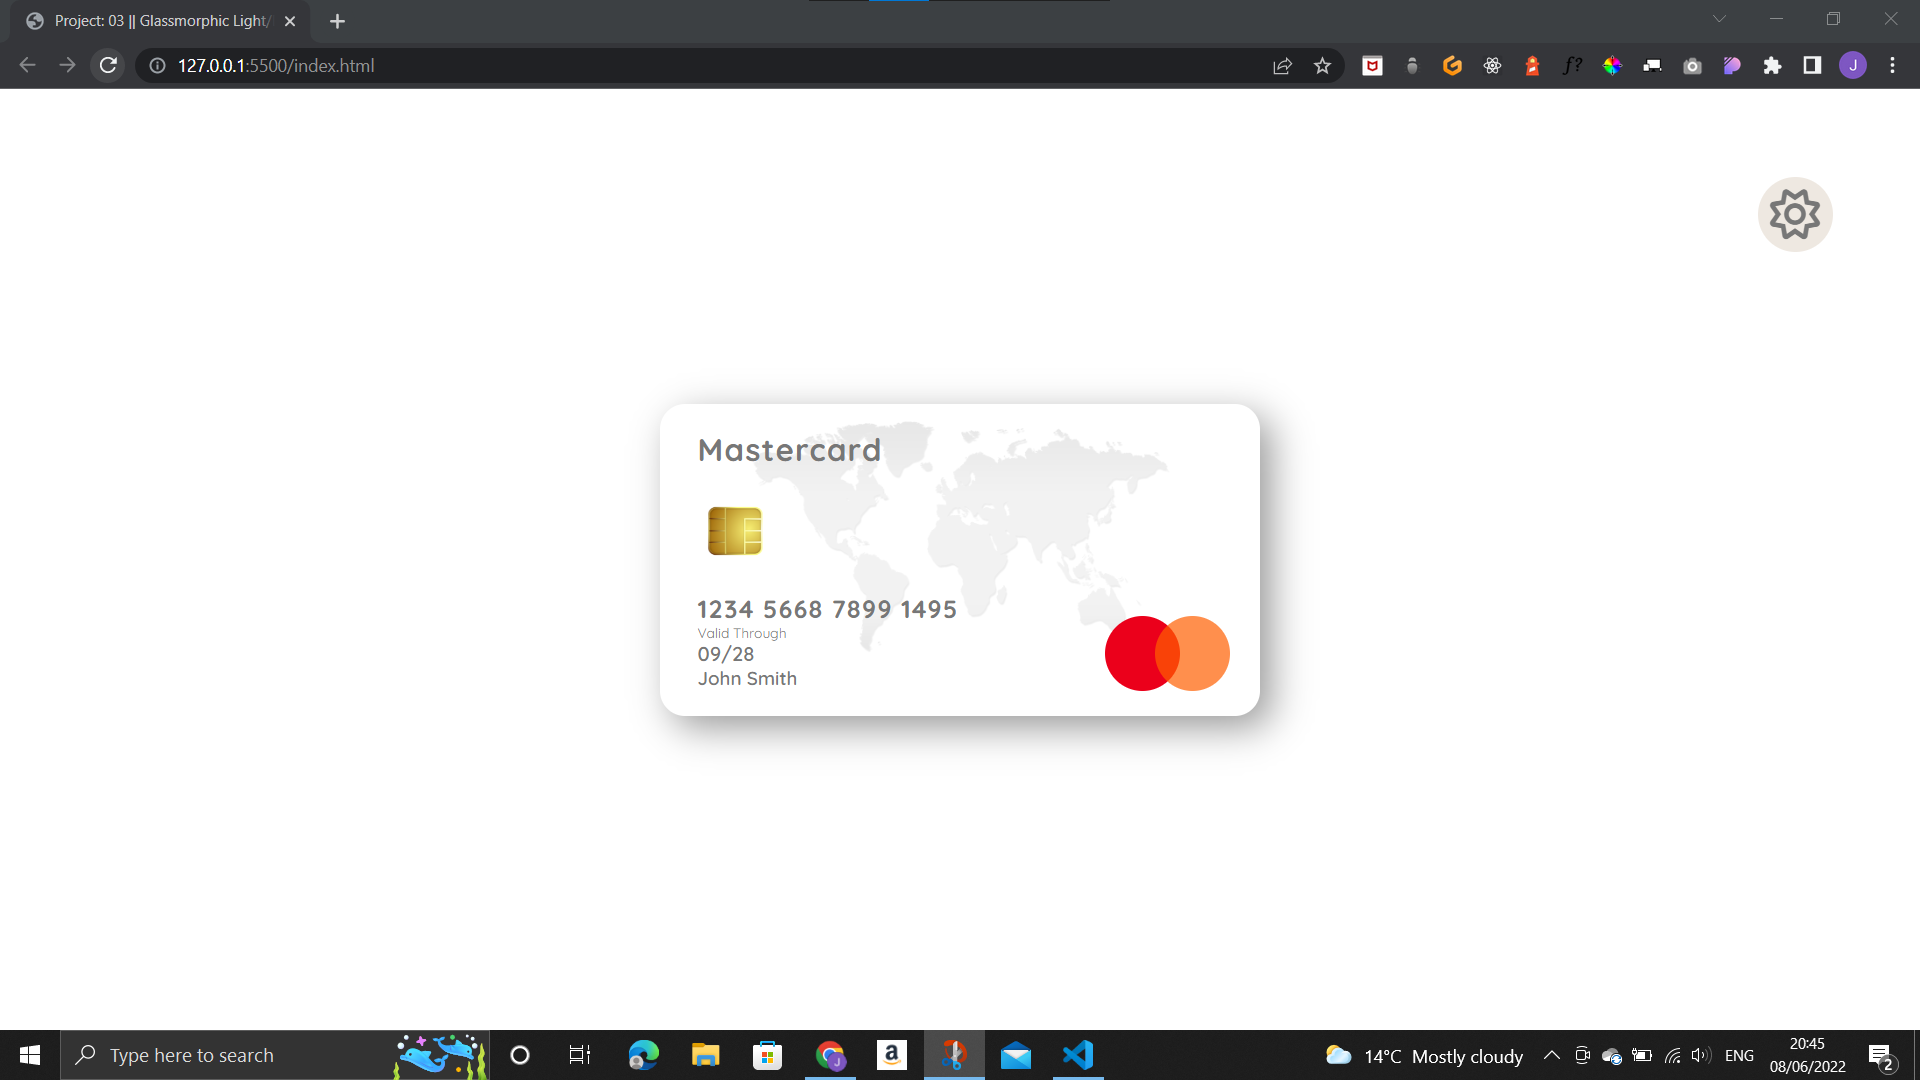 Project: 03 || Glassmorphic Light/
127.0.0.1:5500/index.html
f?
J
Mastercard
1234 5668 7899 1495
Valid Through
09/28
John Smith
Type here to search
J
a
14°C Mostly cloudy
ENG
20:45
08/06/2022
2